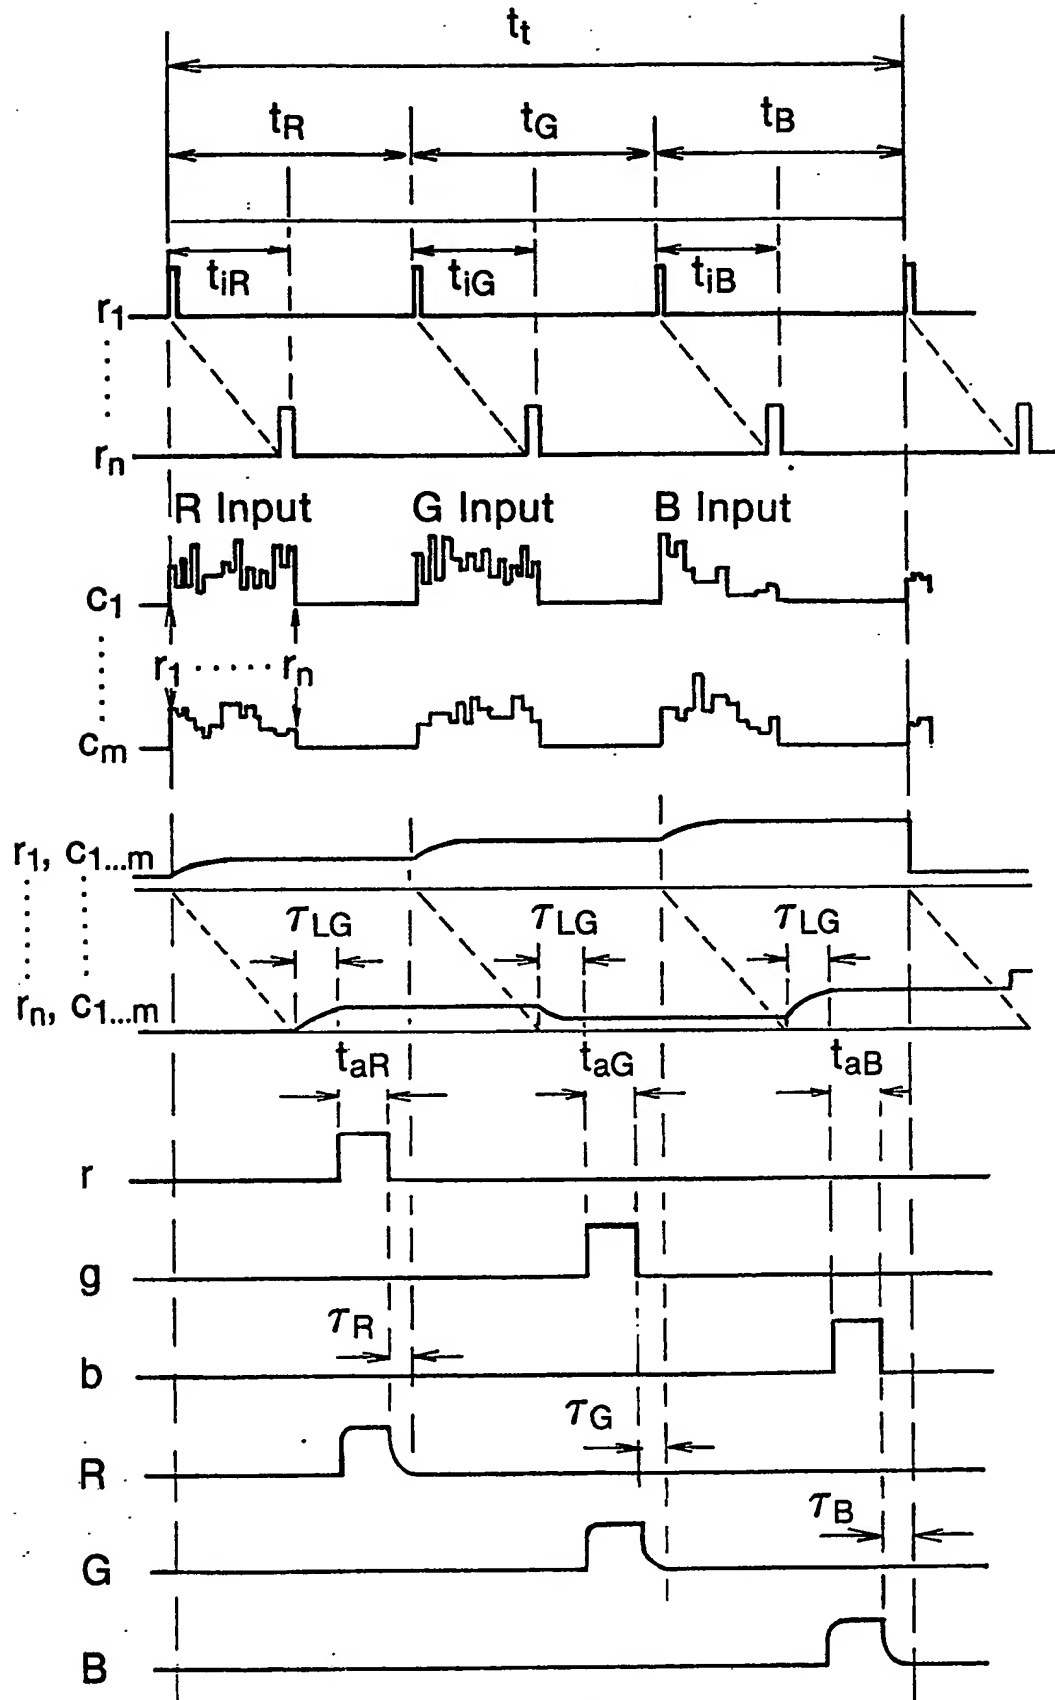 t_t
t_R t_G t_B
t_iR t_iG t_iB
r_1
r_n
R Input G Input B Input
c_1
r_1 ····· r_n
c_m
r_1, c_1...m
τ_LG τ_LG τ_LG
r_n, c_1...m
t_aR t_aG t_aB
r
g
τ_R
b
τ_G
R
τ_B
G
B